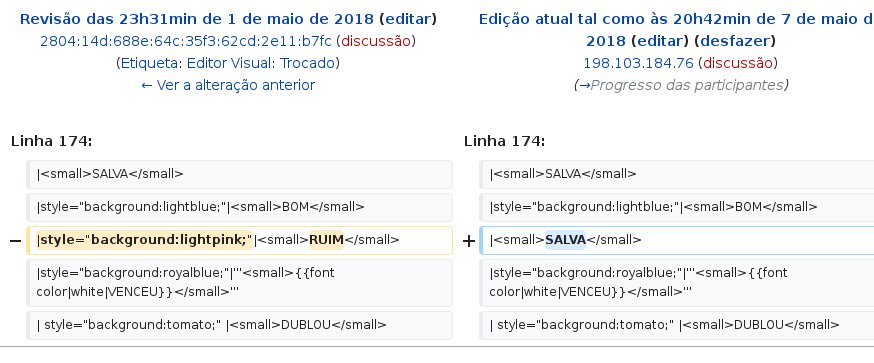 Revisão das 23h31min de 1 de maio de 2018 (editar)
2804:14d:688e:64c:35f3:62cd:2e11:b7fc (discussão)
(Etiqueta: Editor Visual: Trocado)
← Ver a alteração anterior
Edição atual tal como às 20h42min de 7 de maio d
2018 (editar) (desfazer)
198.103.184.76 (discussão)
(→Progresso das participantes)
Linha 174:
Linha 174:
|<small>SALVA</small>
|<small>SALVA</small>
|style="background:lightblue;"|<small>BOM</small>
|style="background:lightblue;"|<small>BOM</small>
− |style="background:lightpink;"|<small>RUIM</small>
+ |<small>SALVA</small>
|style="background:royalblue;"|'''<small>{{font
color|white|VENCEU}}</small>'''
|style="background:royalblue;"|'''<small>{{font
color|white|VENCEU}}</small>'''
| style="background:tomato;" |<small>DUBLOU</small>
| style="background:tomato;" |<small>DUBLOU</small>